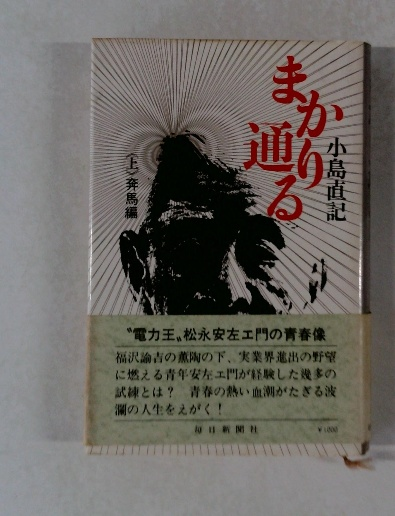 まかり通る
小島直記
〈上〉奔馬編
〝電力王〟松永安左エ門の青春像
福沢諭吉の薫陶の下、実業界進出の野望
に燃える青年安左エ門が経験した幾多の
試練とは？　青春の熱い血潮がたぎる波
瀾の人生をえがく！
毎日新聞社